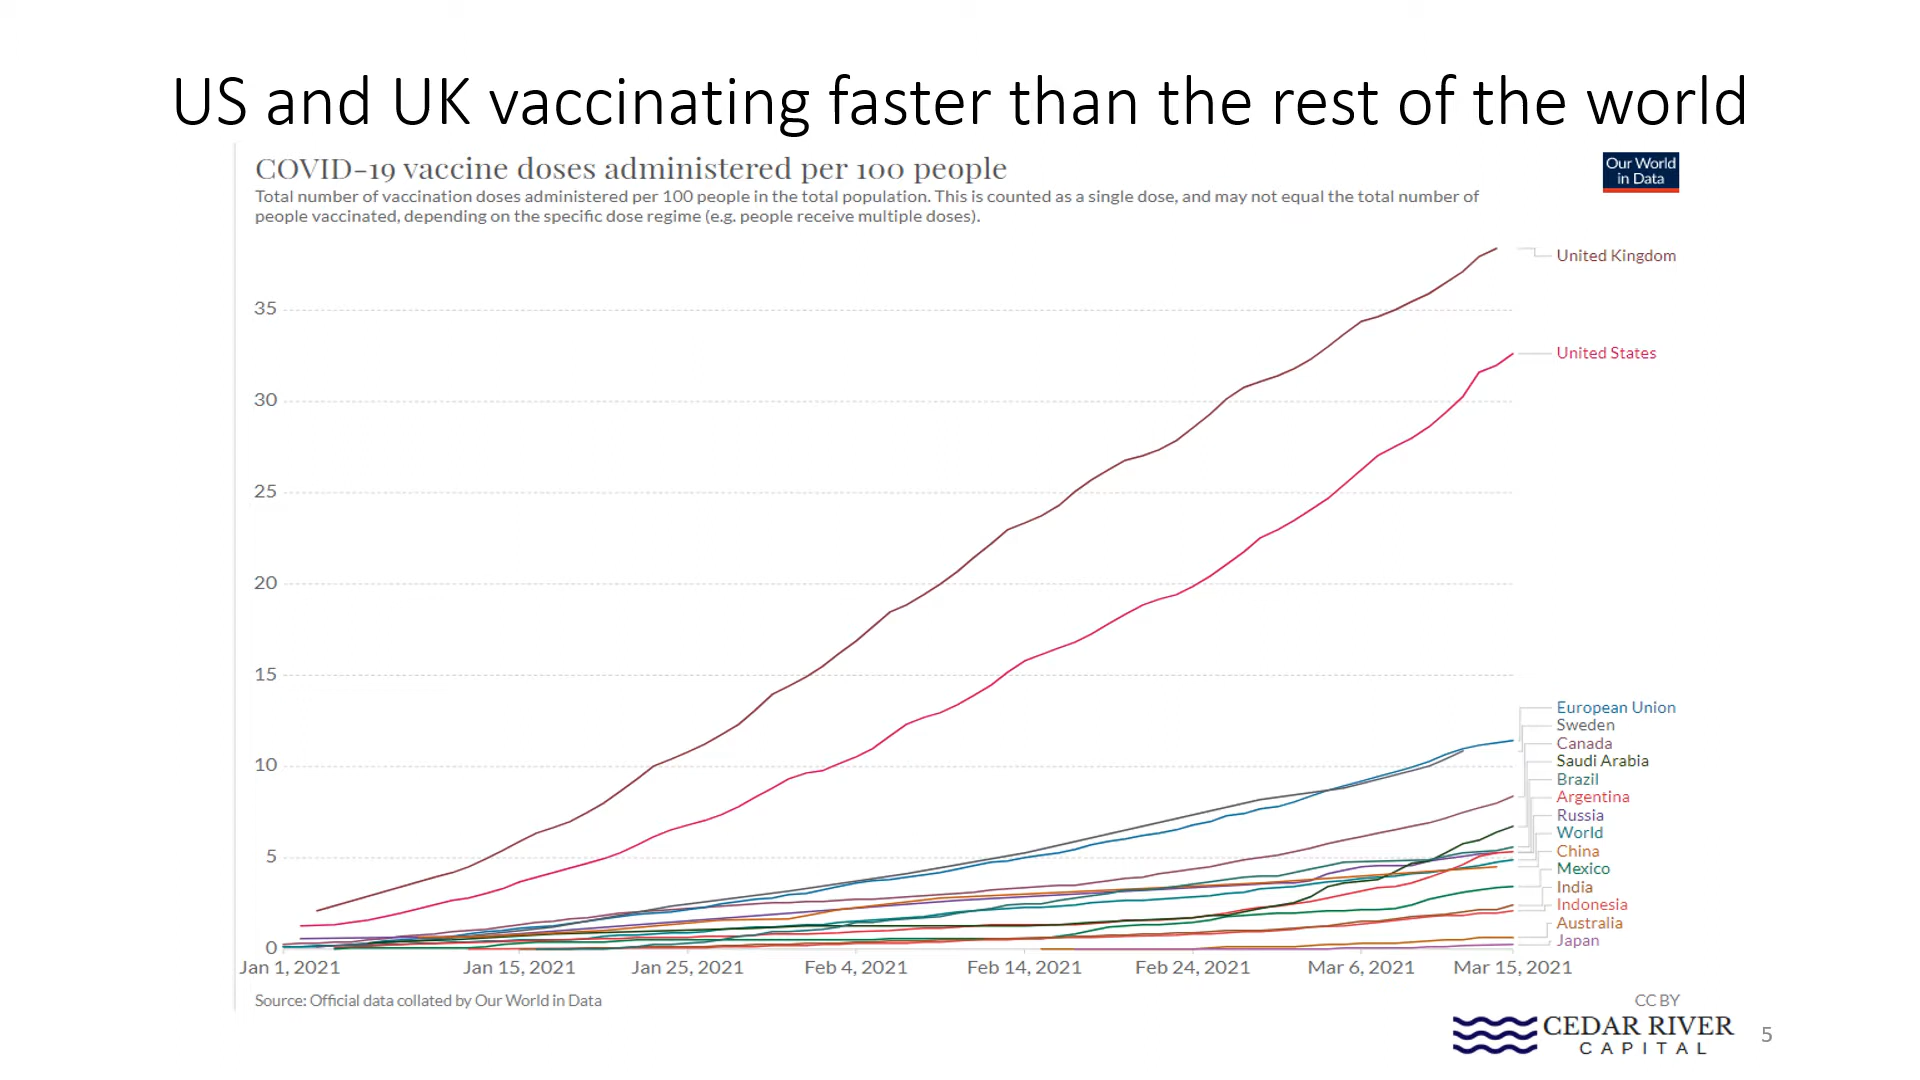 US and UK vaccinating faster than the rest of the world
COVID-19 vaccine doses administered per 100 people
Our World
in Data
Total number of vaccination doses administered per 100 people in the total population. This is counted as a single dose, and may not equal the total number of
people vaccinated, depending on the specific dose regime (e.g. people receive multiple doses).
United Kingdom
35
United States
30
25
20
15
European Union
Sweden
Canada
Saudi Arabia
10
Brazil
Argentina
Russia
World
China
5
Mexico
India
Indonesia
Australia
Japan
0
Jan 1, 2021
Jan 15, 2021
Jan 25, 2021
Feb 4, 2021
Feb 14, 2021
Feb 24, 2021
Mar 6, 2021
Mar 15, 2021
Source: Official data collated by Our World in Data
CC BY
CEDAR RIVER
CAPITAL
5